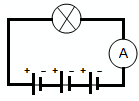 A
+ - + - + -